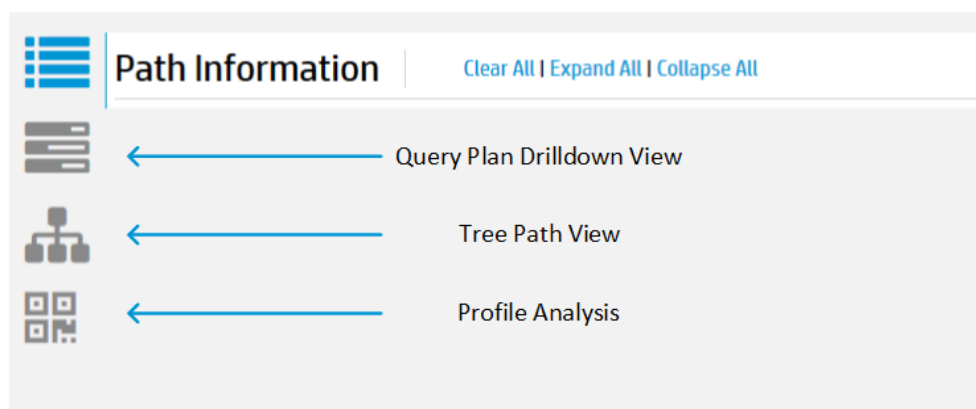 Path Information
Clear All | Expand All | Collapse All
Query Plan Drilldown View
Tree Path View
Profile Analysis